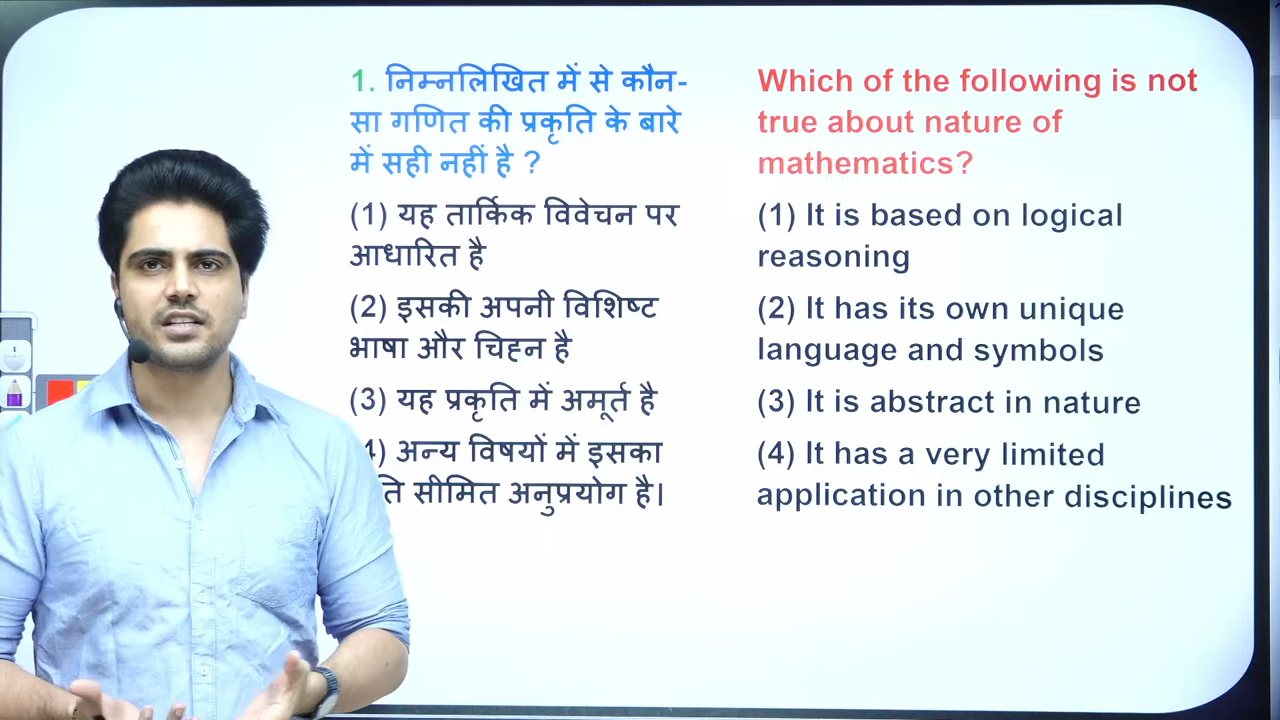 1. निम्नलिखित में से कौन-
सा गणित की प्रकृति के बारे
में सही नहीं है ?
(1) यह तार्किक विवेचन पर
आधारित है
(2) इसकी अपनी विशिष्ट
भाषा और चिह्न है
(3) यह प्रकृति में अमूर्त है
4) अन्य विषयों में इसका
ति सीमित अनुप्रयोग है।
Which of the following is not
true about nature of
mathematics?
(1) It is based on logical
reasoning
(2) It has its own unique
language and symbols
(3) It is abstract in nature
(4) It has a very limited
application in other disciplines